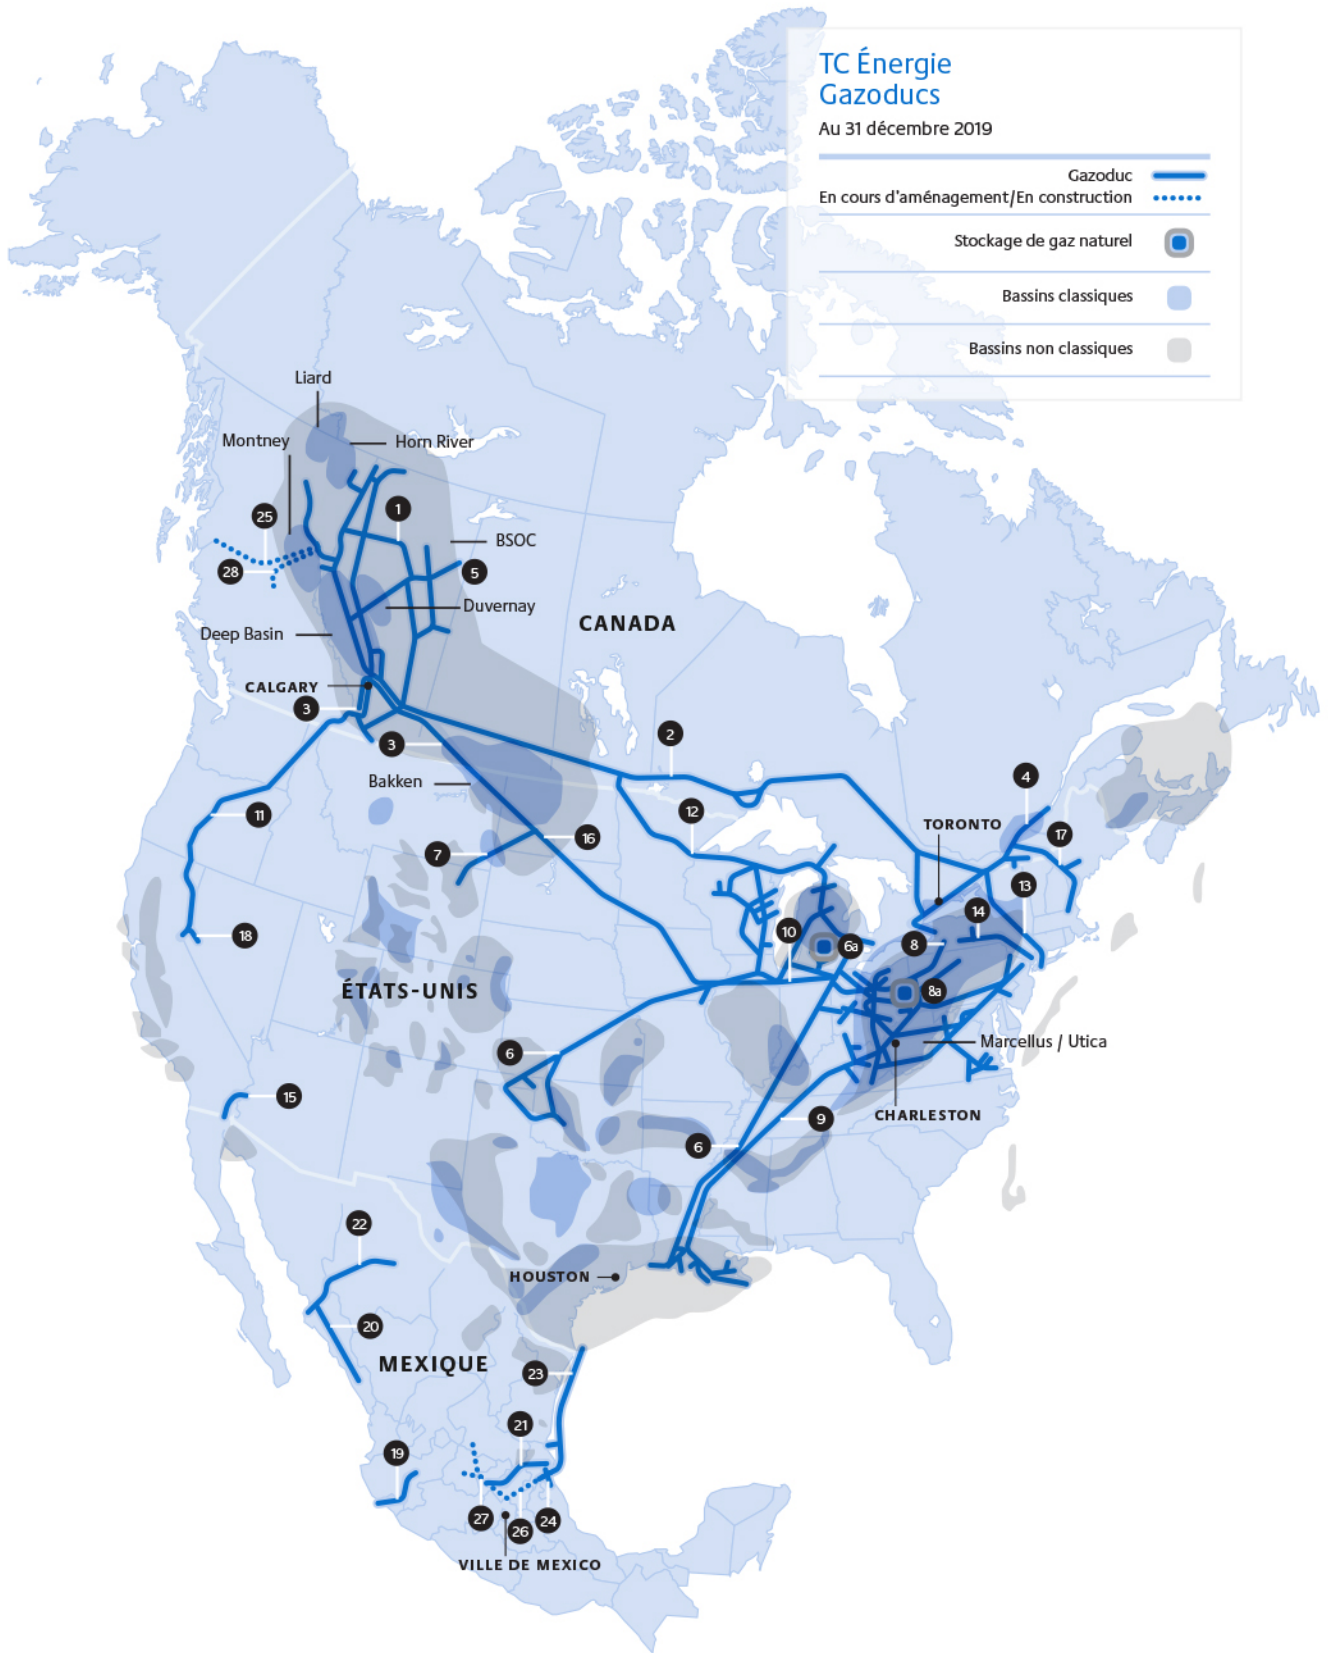 TC Énergie
Gazoducs
Au 31 décembre 2019
Gazoduc
En cours d'aménagement/En construction
Stockage de gaz naturel
Bassins classiques
Bassins non classiques
Liard
Montney
Horn River
1
25
BSOC
28
5
Duvernay
CANADA
Deep Basin
CALGARY
3
3
2
Bakken
4
12
11
TORONTO
17
16
7
13
14
10
18
8
6a
ÉTATS-UNIS
8a
Marcellus / Utica
6
15
CHARLESTON
9
6
22
HOUSTON
20
MEXIQUE
23
21
19
27
26
24
VILLE DE MEXICO